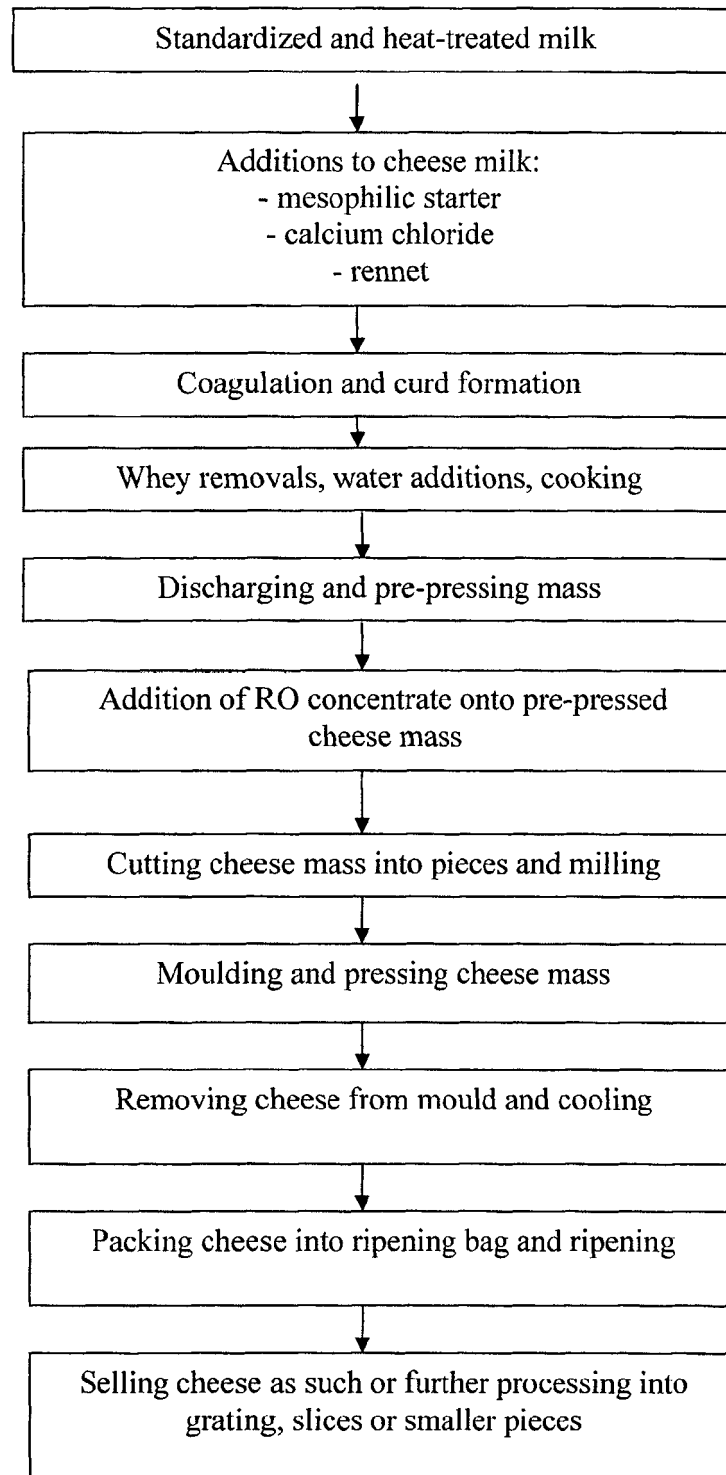 Standardized and heat-treated milk
Additions to cheese milk:
- mesophilic starter
- calcium chloride
- rennet
Coagulation and curd formation
Whey removals, water additions, cooking
Discharging and pre-pressing mass
Addition of RO concentrate onto pre-pressed
cheese mass
Cutting cheese mass into pieces and milling
Moulding and pressing cheese mass
Removing cheese from mould and cooling
Packing cheese into ripening bag and ripening
Selling cheese as such or further processing into
grating, slices or smaller pieces